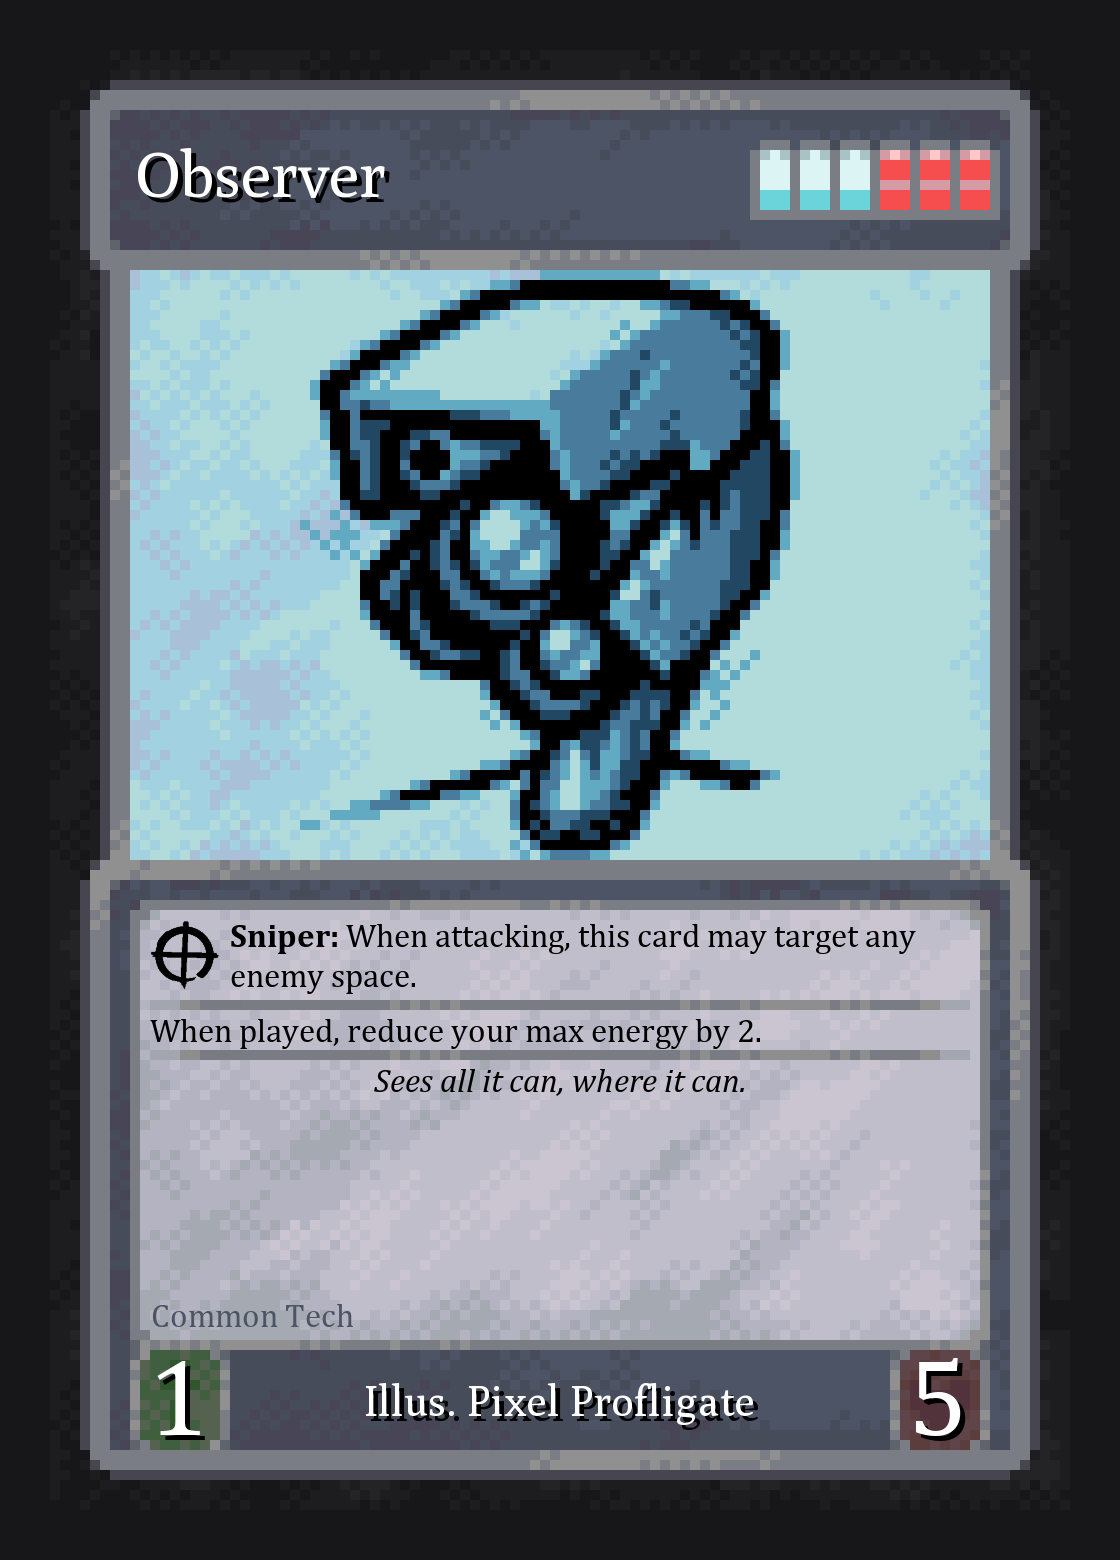 Observer
Sniper: When attacking, this card may target any
enemy space.
When played, reduce your max energy by 2.
Sees all it can, where it can.
Common Tech
1
Illus. Pixel Profligate
5